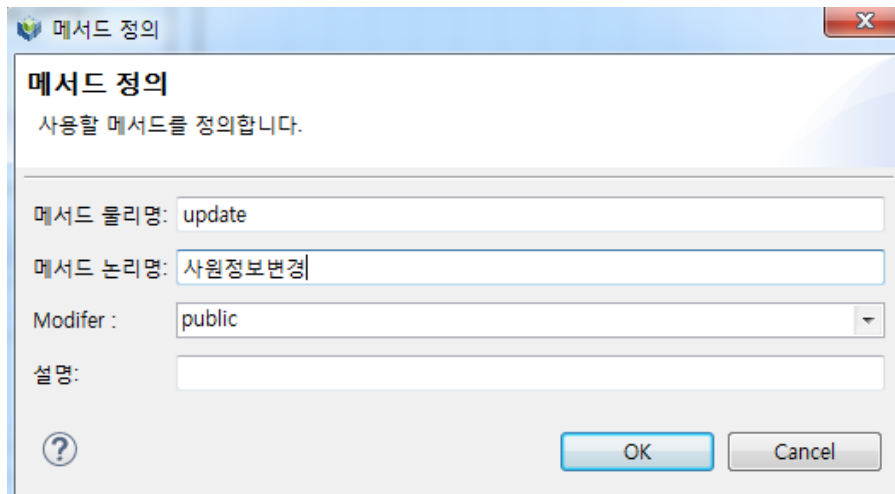 메서드 정의
메서드 정의
사용할 메서드를 정의합니다.
메서드 물리명: update
메서드 논리명: 사원정보변경
Modifer : public
설명:
OK Cancel